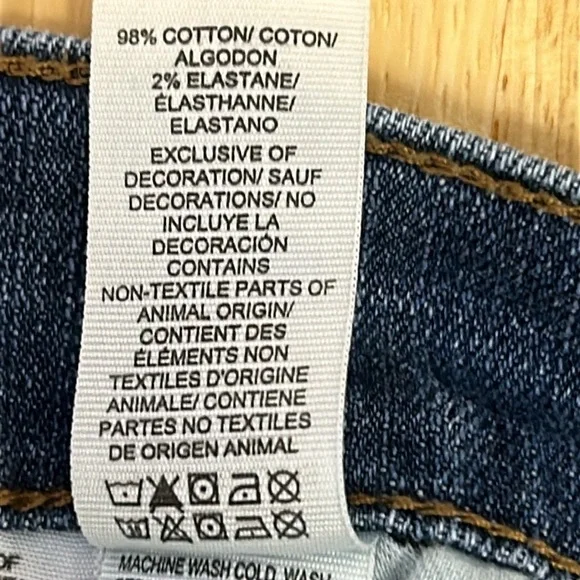 98% COTTON/ COTON/
ALGODON
2% ELASTANE/
ÉLASTHANNE/
ELASTANO
EXCLUSIVE OF
DECORATION/ SAUF
DECORATIONS/ NO
INCLUYE LA
DECORACIÓN
CONTAINS
NON-TEXTILE PARTS OF
ANIMAL ORIGIN/
CONTIENT DES
ÉLÉMENTS NON
TEXTILES D'ORIGINE
ANIMALE/ CONTIENE
PARTES NO TEXTILES
DE ORIGEN ANIMAL
OF
MACHINE WASH COLD WASH